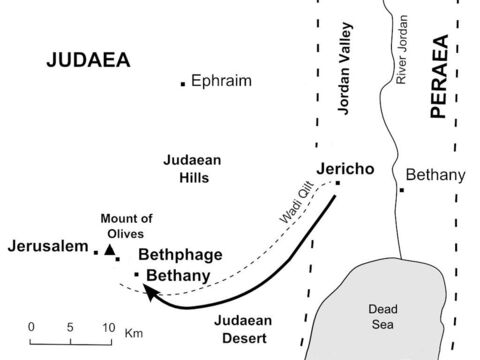 JUDAEA
Ephraim
Jordan Valley
River Jordan
PERAEA
Judaean
Hills
Jericho
Bethany
Wadi Qilt
Mount of
Olives
Jerusalem
Bethphage
Bethany
Judaean
Desert
Dead
Sea
0 5 10 Km